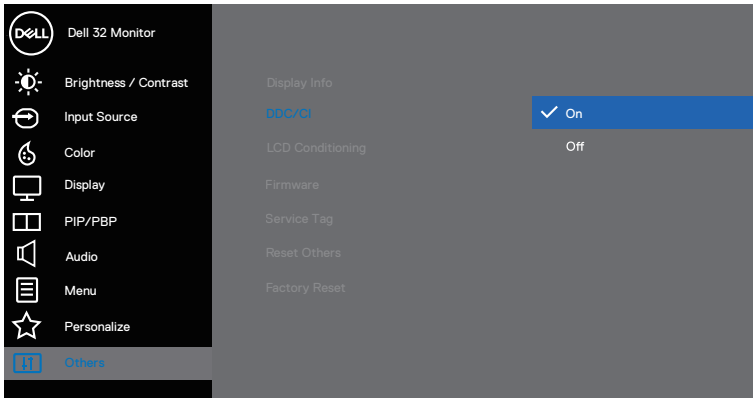 DELL
Dell 32 Monitor
Brightness / Contrast
Input Source
Color
Display
PIP/PBP
Audio
Menu
Personalize
Others
Display Info
DDC/CI
LCD Conditioning
Firmware
Service Tag
Reset Others
Factory Reset
On
Off